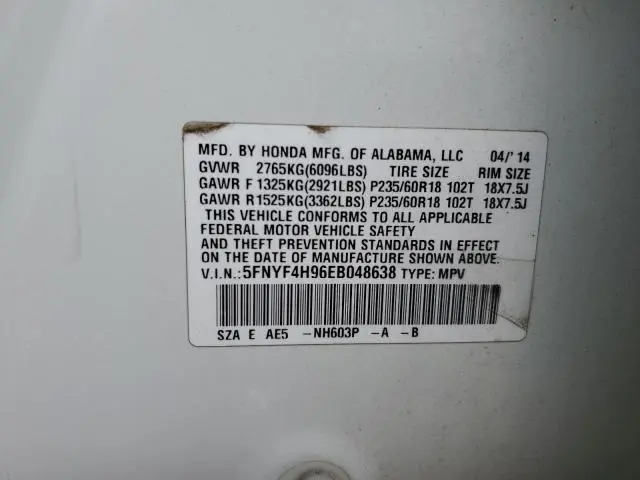 MFD. BY HONDA MFG. OF ALABAMA, LLC 04/'14
GVWR 2765KG(6096LBS) TIRE SIZE RIM SIZE
GAWR F 1325KG(2921LBS) P235/60R18 102T 18X7.5J
GAWR R1525KG(3362LBS) P235/60R18 102T 18X7.5J
THIS VEHICLE CONFORMS TO ALL APPLICABLE
FEDERAL MOTOR VEHICLE SAFETY
AND THEFT PREVENTION STANDARDS IN EFFECT
ON THE DATE OF MANUFACTURE SHOWN ABOVE.
V.I.N.:5FNYF4H96EB048638 TYPE: MPV
SZA E AE5 -NH603P -A -B